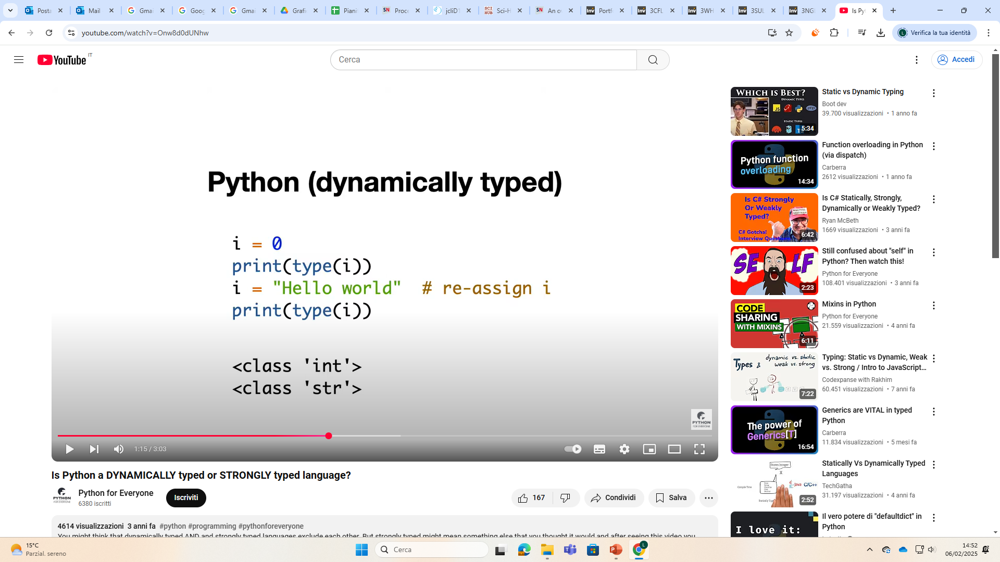 Posta
Mail
Gmai
Goog
Gmai
Grafic
Pianif
Proce
jcliD1
Sci-H
An ov
Portf
3CFL
3WH
3SUL
3NGI
Is Pyt
youtube.com/watch?v=Onw8d0dUNhw
Verifica la tua identità
YouTube IT
Cerca
Accedi
Python (dynamically typed)
i = 0
print(type(i))
i = "Hello world"  # re-assign i
print(type(i))
<class 'int'>
<class 'str'>
PYTHON
FOR EVERYONE
1:15 / 3:03
Is Python a DYNAMICALLY typed or STRONGLY typed language?
Python for Everyone
6380 iscritti
Iscriviti
167
Condividi
Salva
4614 visualizzazioni 3 anni fa #python #programming #pythonforeveryone
You might think that dynamically typed AND and strongly typed languages exclude each other. But strongly typed might mean something else that you thought it would and after seeing this video you
WHICH IS BEST?
DYNAMIC TYPES
JS
php
STATIC TYPES
5:34
Static vs Dynamic Typing
Boot dev
39.700 visualizzazioni • 1 anno fa
Python function
overloading
14:34
Function overloading in Python
(via dispatch)
Carberra
2612 visualizzazioni • 1 anno fa
Is C# Strongly
Or Weakly
Typed?
C# Gotcha!
Interview
6:42
Is C# Statically, Strongly,
Dynamically or Weakly Typed?
Ryan McBeth
1669 visualizzazioni • 3 anni fa
SE LF
2:23
Still confused about "self" in
Python? Then watch this!
Python for Everyone
108.401 visualizzazioni • 3 anni fa
CODE
SHARING
WITH MIXINS
6:11
Mixins in Python
Python for Everyone
21.559 visualizzazioni • 4 anni fa
Types & dynamic vs. static
weak vs. strong
7:22
Typing: Static vs Dynamic, Weak
vs. Strong / Intro to JavaScript...
Codexpanse with Rakhim
60.451 visualizzazioni • 7 anni fa
The power of
Generics[T]
16:54
Generics are VITAL in typed
Python
Carberra
11.834 visualizzazioni • 5 mesi fa
Stores Integer
X
Compile Time
Java C/C++
2:52
Statically Vs Dynamically Typed
Languages
TechGatha
31.197 visualizzazioni • 4 anni fa
I love it:
Il vero potere di "defaultdict" in
Python
15°C
Parzial. sereno
Cerca
14:52
06/02/2025